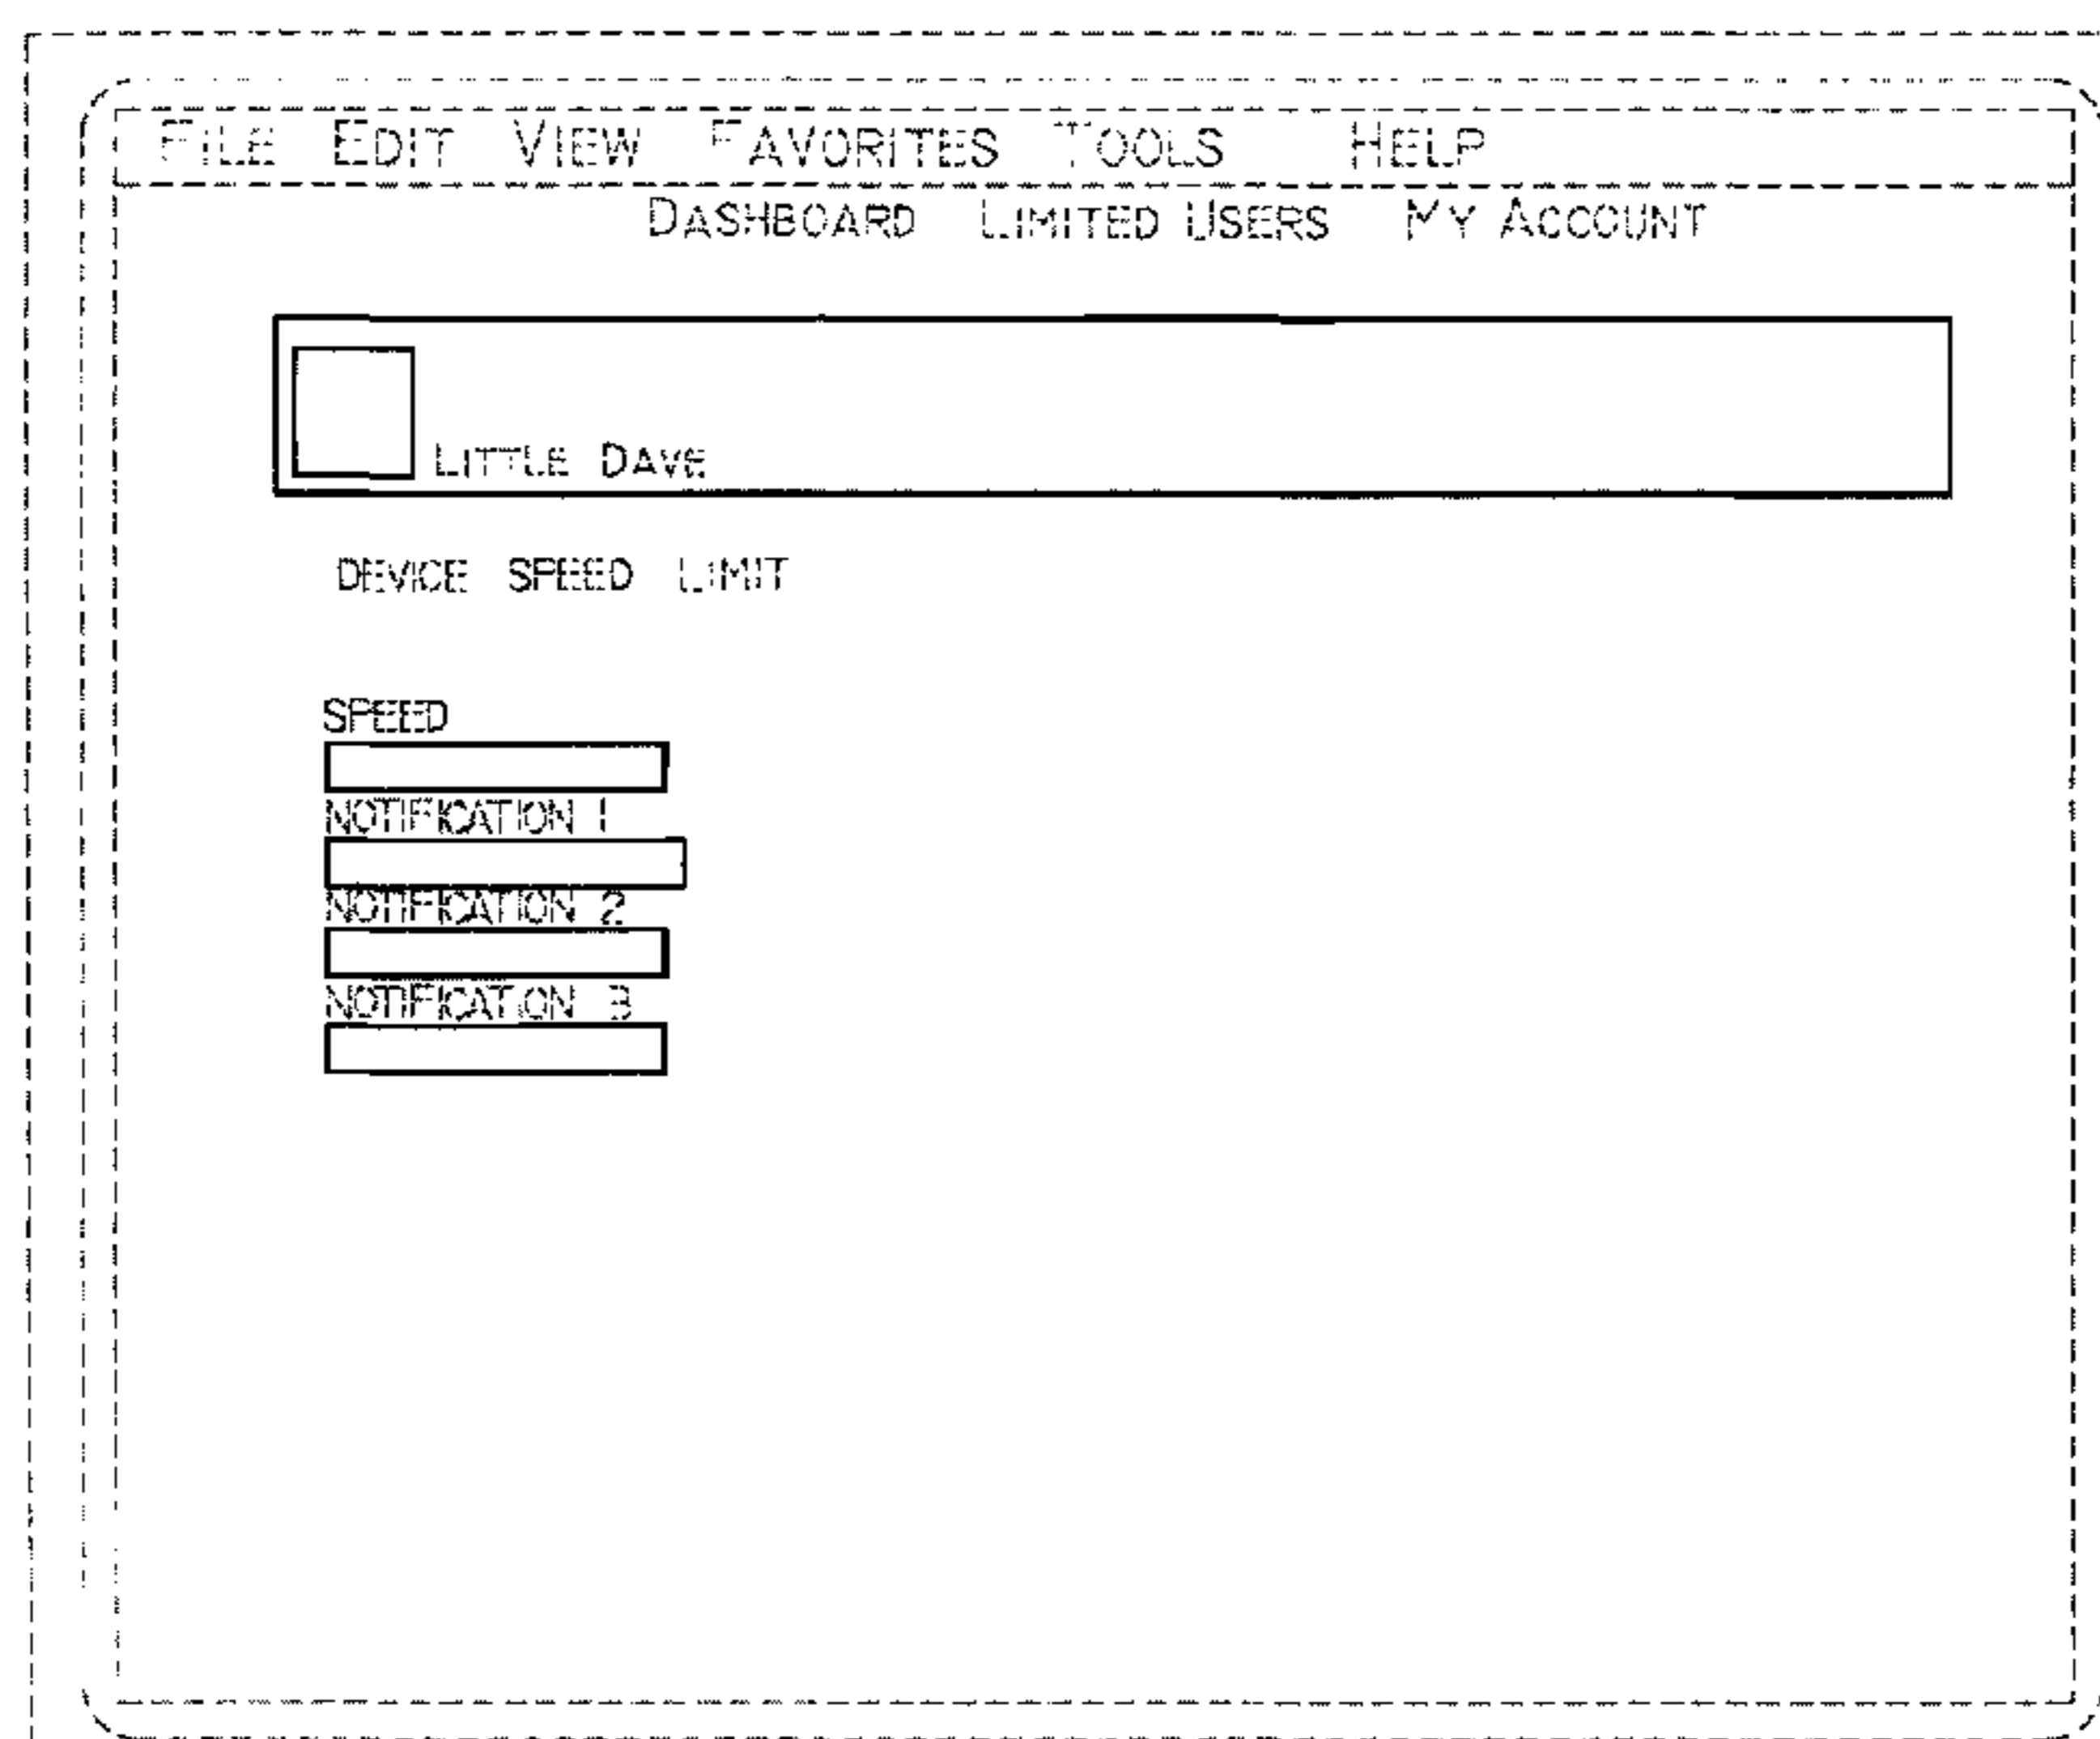 FILE EDIT VIEW FAVORITES TOOLS HELP
DASHBOARD LIMITED USERS MY ACCCOUNT
LITTLE DAVE
DEVICE SPEED LIMIT
SPEED
NOTIFICATION 1
NOTIFICATION 2
NOTIFICATION 3